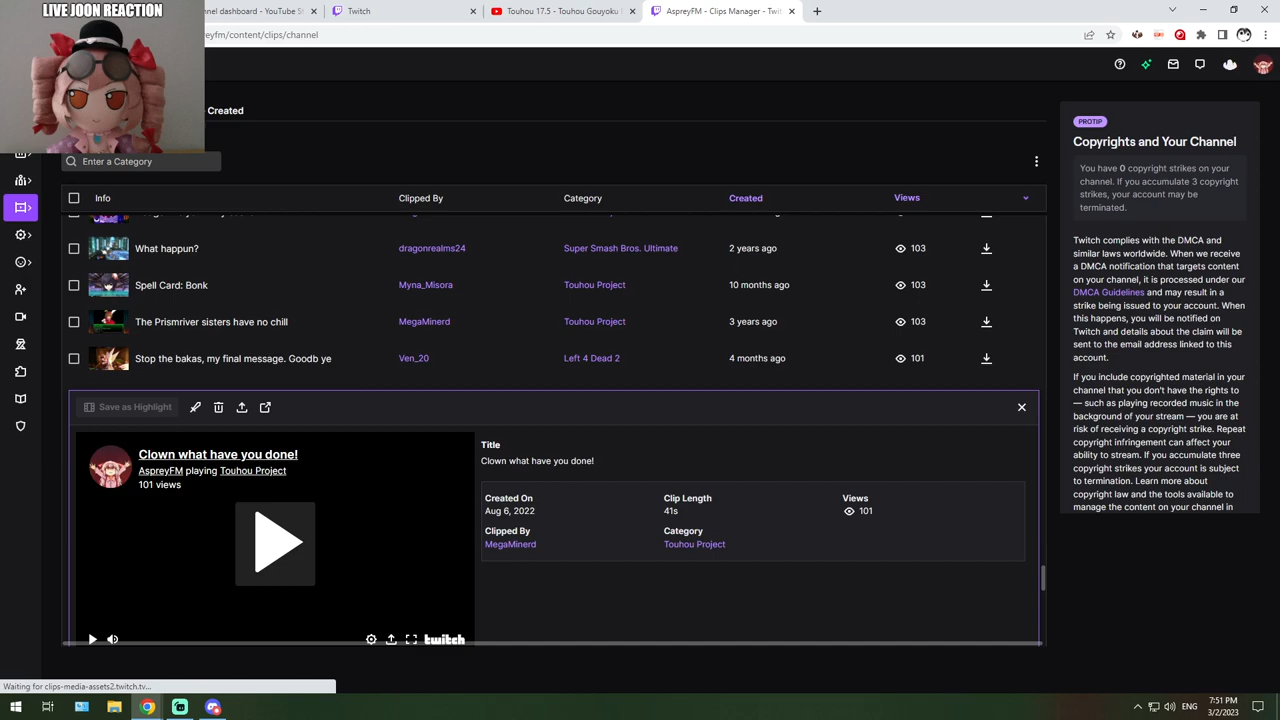 LIVE JOON REACTION
nnel dashboard - YouTube St
Twitch
Touhou 17.5 - Touhou Gouyoku
AspreyFM - Clips Manager - Twit
eyfm/content/clips/channel
Created
Enter a Category
Info
Clipped By
Category
Created
Views
What happun?
dragonrealms24
Super Smash Bros. Ultimate
2 years ago
103
Spell Card: Bonk
Myna_Misora
Touhou Project
10 months ago
103
The Prismriver sisters have no chill
MegaMinerd
Touhou Project
3 years ago
103
Stop the bakas, my final message. Goodb ye
Ven_20
Left 4 Dead 2
4 months ago
101
Save as Highlight
Clown what have you done!
AspreyFM playing Touhou Project
101 views
twitch
Title
Clown what have you done!
Created On
Aug 6, 2022
Clip Length
41s
Views
101
Clipped By
MegaMinerd
Category
Touhou Project
PROTIP
Copyrights and Your Channel
You have 0 copyright strikes on
your channel. If you accumulate 3 copyright
strikes, your account may be
terminated.
Twitch complies with the DMCA and
similar laws worldwide. When we receive
a DMCA notification that targets content
on your channel, it is processed under our
DMCA Guidelines and may result in a
strike being issued to your account. When
this happens, you will be notified on
Twitch and details about the claim will be
sent to the email address linked to this
account.
If you include copyrighted material in your
channel that you don't have the rights to
— such as playing recorded music in the
background of your stream — you are at
risk of receiving a copyright strike. Repeat
copyright infringement can affect your
ability to stream. If you accumulate three
copyright strikes your account is subject
to termination. Learn more about
copyright law and the tools available to
manage the content on your channel in
Waiting for clips-media-assets2.twitch.tv...
ENG
7:51 PM
3/2/2023